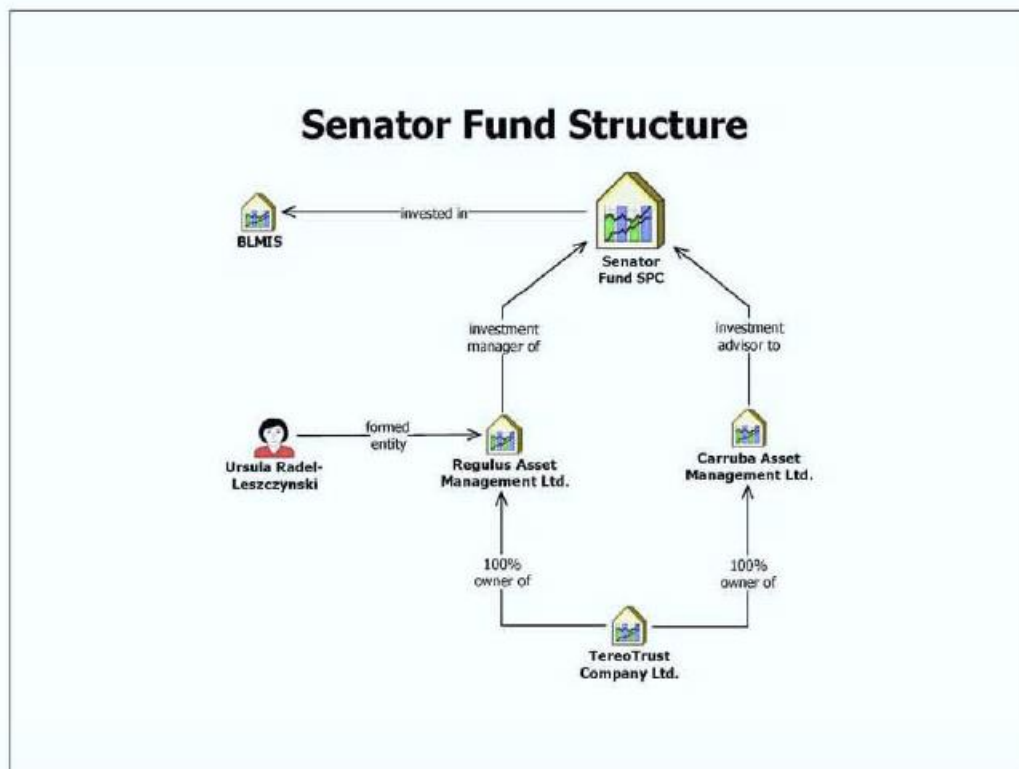 Senator Fund Structure
invested in
BLMIS
Senator
Fund SPC
investment
manager of
investment
advisor to
formed
entity
Ursula Radel-
Leszczynski
Regulus Asset
Management Ltd.
Carruba Asset
Management Ltd.
100%
owner of
100%
owner of
TereoTrust
Company Ltd.